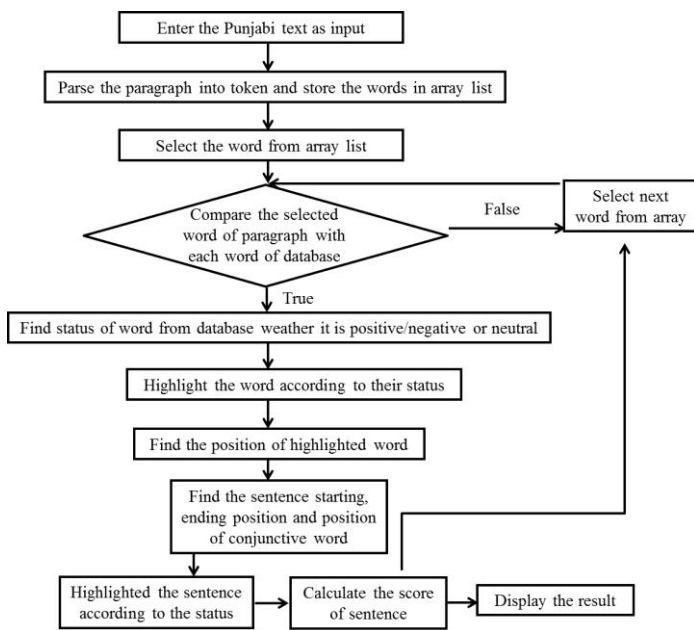 Enter the Punjabi text as input
Parse the paragraph into token and store the words in array list
Select the word from array list
Compare the selected
word of paragraph with
each word of database
False
Select next
word from array
True
Find status of word from database weather it is positive/negative or neutral
Highlight the word according to their status
Find the position of highlighted word
Find the sentence starting,
ending position and position
of conjunctive word
Highlighted the sentence
according to the status
Calculate the score
of sentence
Display the result